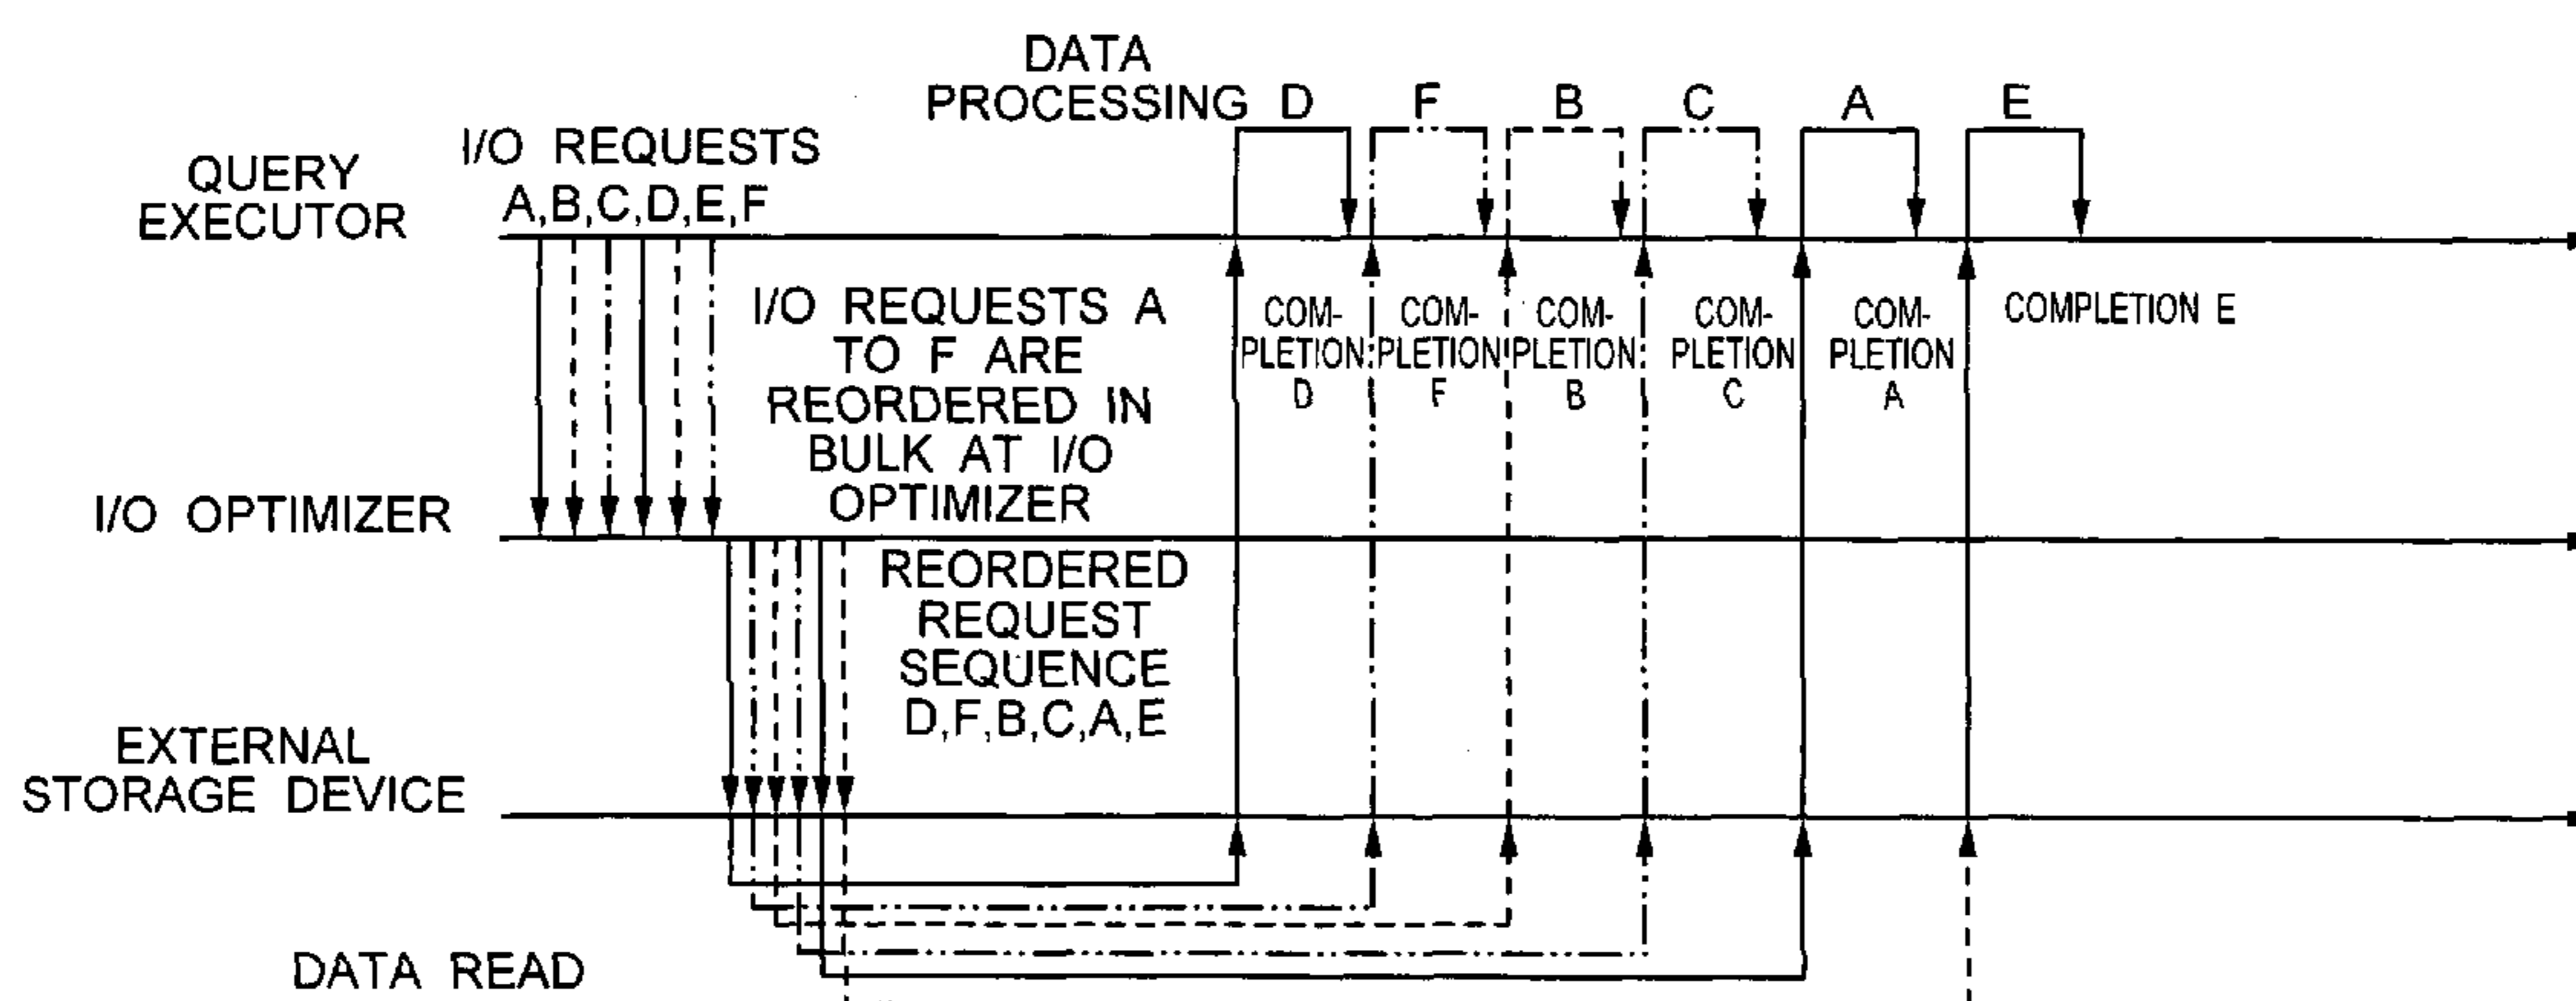 DATA
PROCESSING D F B C A E
I/O REQUESTS
A,B,C,D,E,F
QUERY
EXECUTOR
I/O REQUESTS A
TO F ARE
REORDERED IN
BULK AT I/O
OPTIMIZER
COM-
PLETION
D
COM-
PLETION
F
COM-
PLETION
B
COM-
PLETION
C
COM-
PLETION
A
COMPLETION E
I/O OPTIMIZER
REORDERED
REQUEST
SEQUENCE
D,F,B,C,A,E
EXTERNAL
STORAGE DEVICE
DATA READ